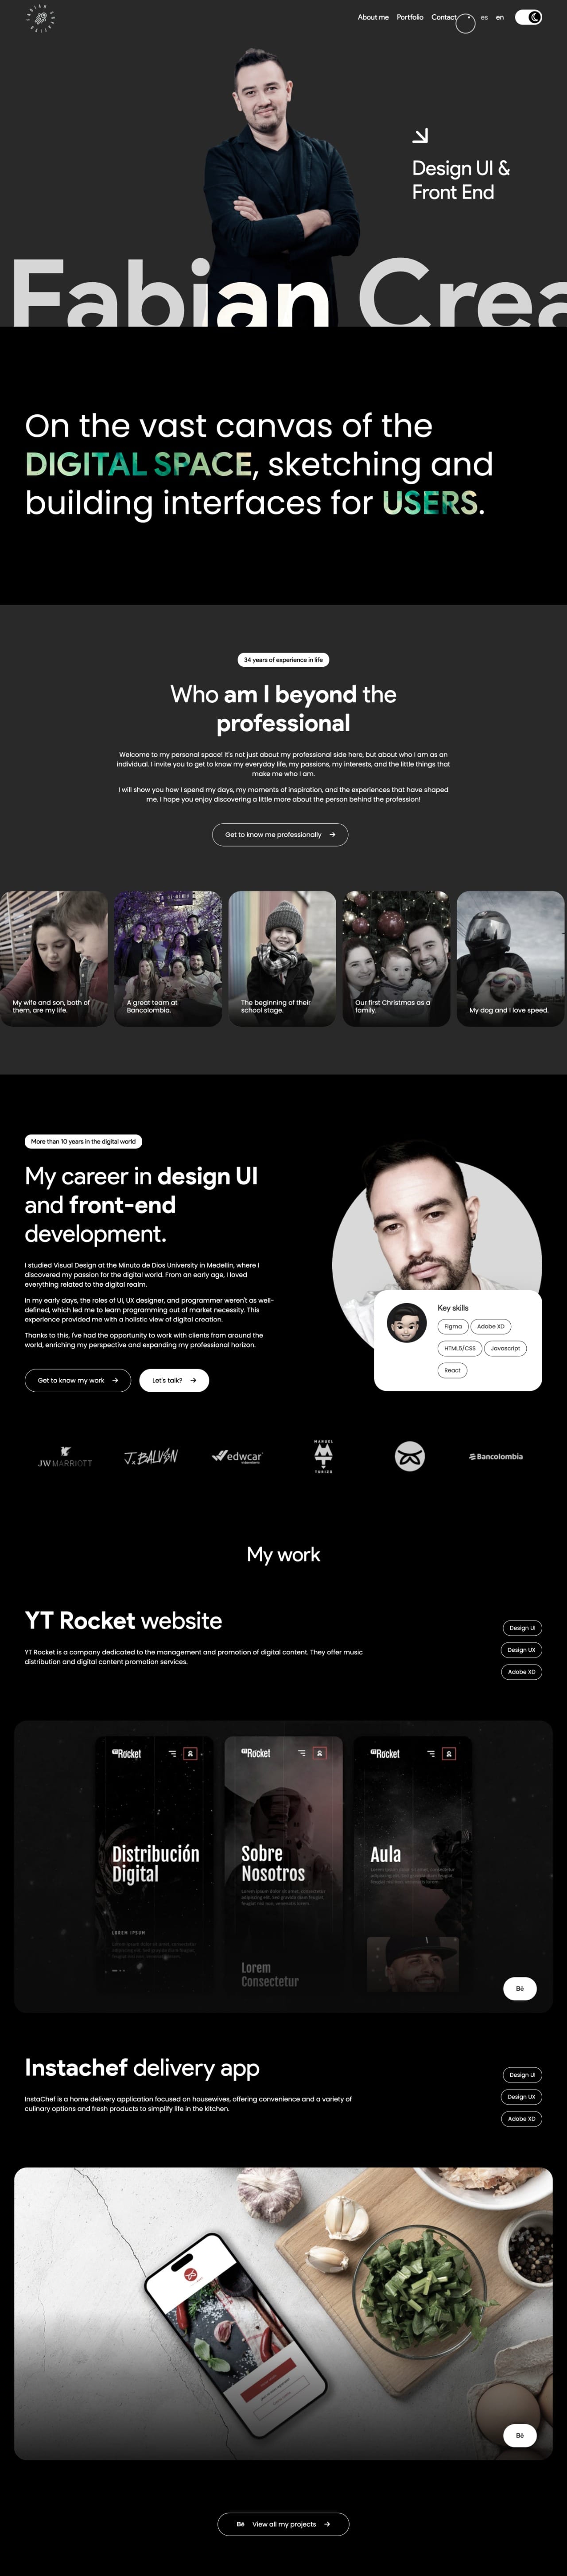 About me Portfolio Contact es en
Design UI &
Front End
Fabian Crea
On the vast canvas of the
DIGITAL SPACE, sketching and
building interfaces for USERS.
34 years of experience in life
Who am I beyond the
professional
Welcome to my personal space! It's not just about my professional side here, but about who I am as an
individual. I invite you to get to know my everyday life, my passions, my interests, and the little things that
make me who I am.
I will show you how I spend my days, my moments of inspiration, and the experiences that have shaped
me. I hope you enjoy discovering a little more about the person behind the profession!
Get to know me professionally
My wife and son, both of
them, are my life.
A great team at
Bancolombia.
The beginning of their
school stage.
Our first Christmas as a
family.
My dog and I love speed.
More than 10 years in the digital world
My career in design UI
and front-end
development.
I studied Visual Design at the Minuto de Dios University in Medellin, where I
discovered my passion for the digital world. From an early age, I loved
everything related to the digital realm.
In my early days, the roles of UI, UX designer, and programmer weren't as well-
defined, which led me to learn programming out of market necessity. This
experience provided me with a holistic view of digital creation.
Thanks to this, I've had the opportunity to work with clients from around the
world, enriching my perspective and expanding my professional horizon.
Get to know my work
Let's talk?
Key skills
Figma
Adobe XD
HTML5/CSS
Javascript
React
JW MARRIOTT
J. BALVIN
edwcar
MANUEL
TURIZO
Bancolombia
My work
YT Rocket website
YT Rocket is a company dedicated to the management and promotion of digital content. They offer music
distribution and digital content promotion services.
Design UI
Design UX
Adobe XD
YTRocket
YTRocket
YTRocket
Distribución
Digital
LOREM IPSUM
Sobre
Nosotros
Lorem
Consectetur
Aula
Bē
Instachef delivery app
InstaChef is a home delivery application focused on housewives, offering convenience and a variety of
culinary options and fresh products to simplify life in the kitchen.
Design UI
Design UX
Adobe XD
Bē
Bē View all my projects